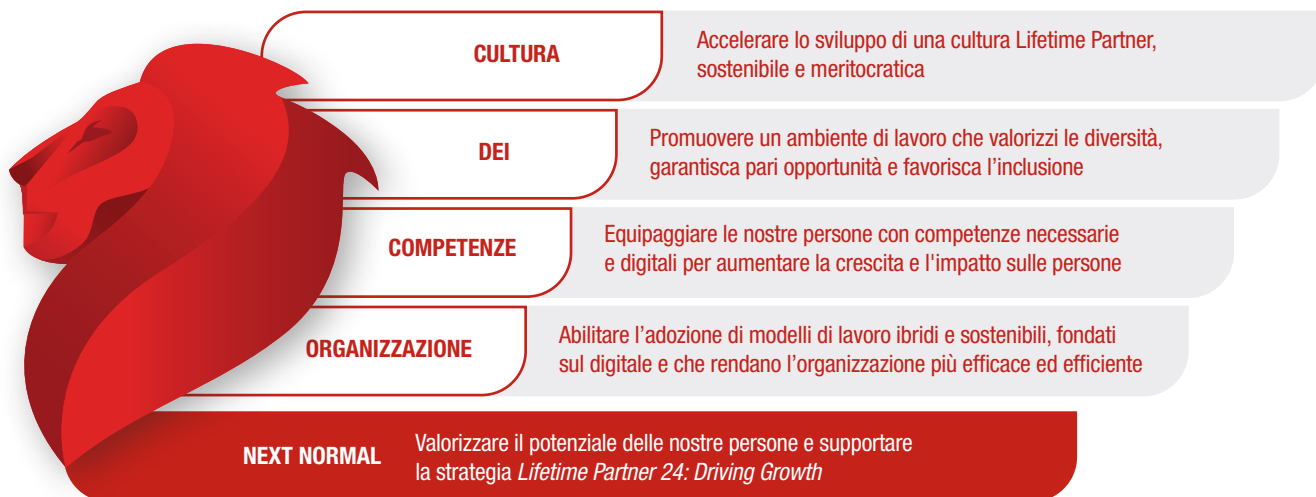 CULTURA
Accelerare lo sviluppo di una cultura Lifetime Partner,
sostenibile e meritocratica
DEI
Promuovere un ambiente di lavoro che valorizzi le diversità,
garantisca pari opportunità e favorisca l’inclusione
COMPETENZE
Equipaggiare le nostre persone con competenze necessarie
e digitali per aumentare la crescita e l'impatto sulle persone
ORGANIZZAZIONE
Abilitare l’adozione di modelli di lavoro ibridi e sostenibili, fondati
sul digitale e che rendano l’organizzazione più efficace ed efficiente
NEXT NORMAL
Valorizzare il potenziale delle nostre persone e supportare
la strategia Lifetime Partner 24: Driving Growth